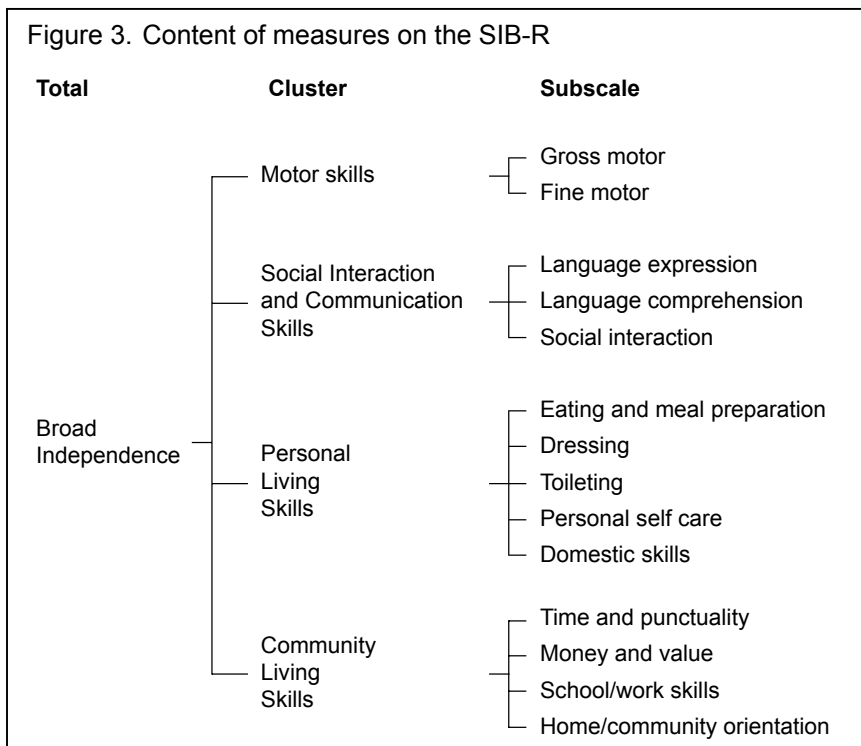 Figure 3. Content of measures on the SIB-R
Total Cluster Subscale
Broad
Independence
Motor skills
Gross motor
Fine motor
Social Interaction
and Communication
Skills
Language expression
Language comprehension
Social interaction
Personal
Living
Skills
Eating and meal preparation
Dressing
Toileting
Personal self care
Domestic skills
Community
Living
Skills
Time and punctuality
Money and value
School/work skills
Home/community orientation